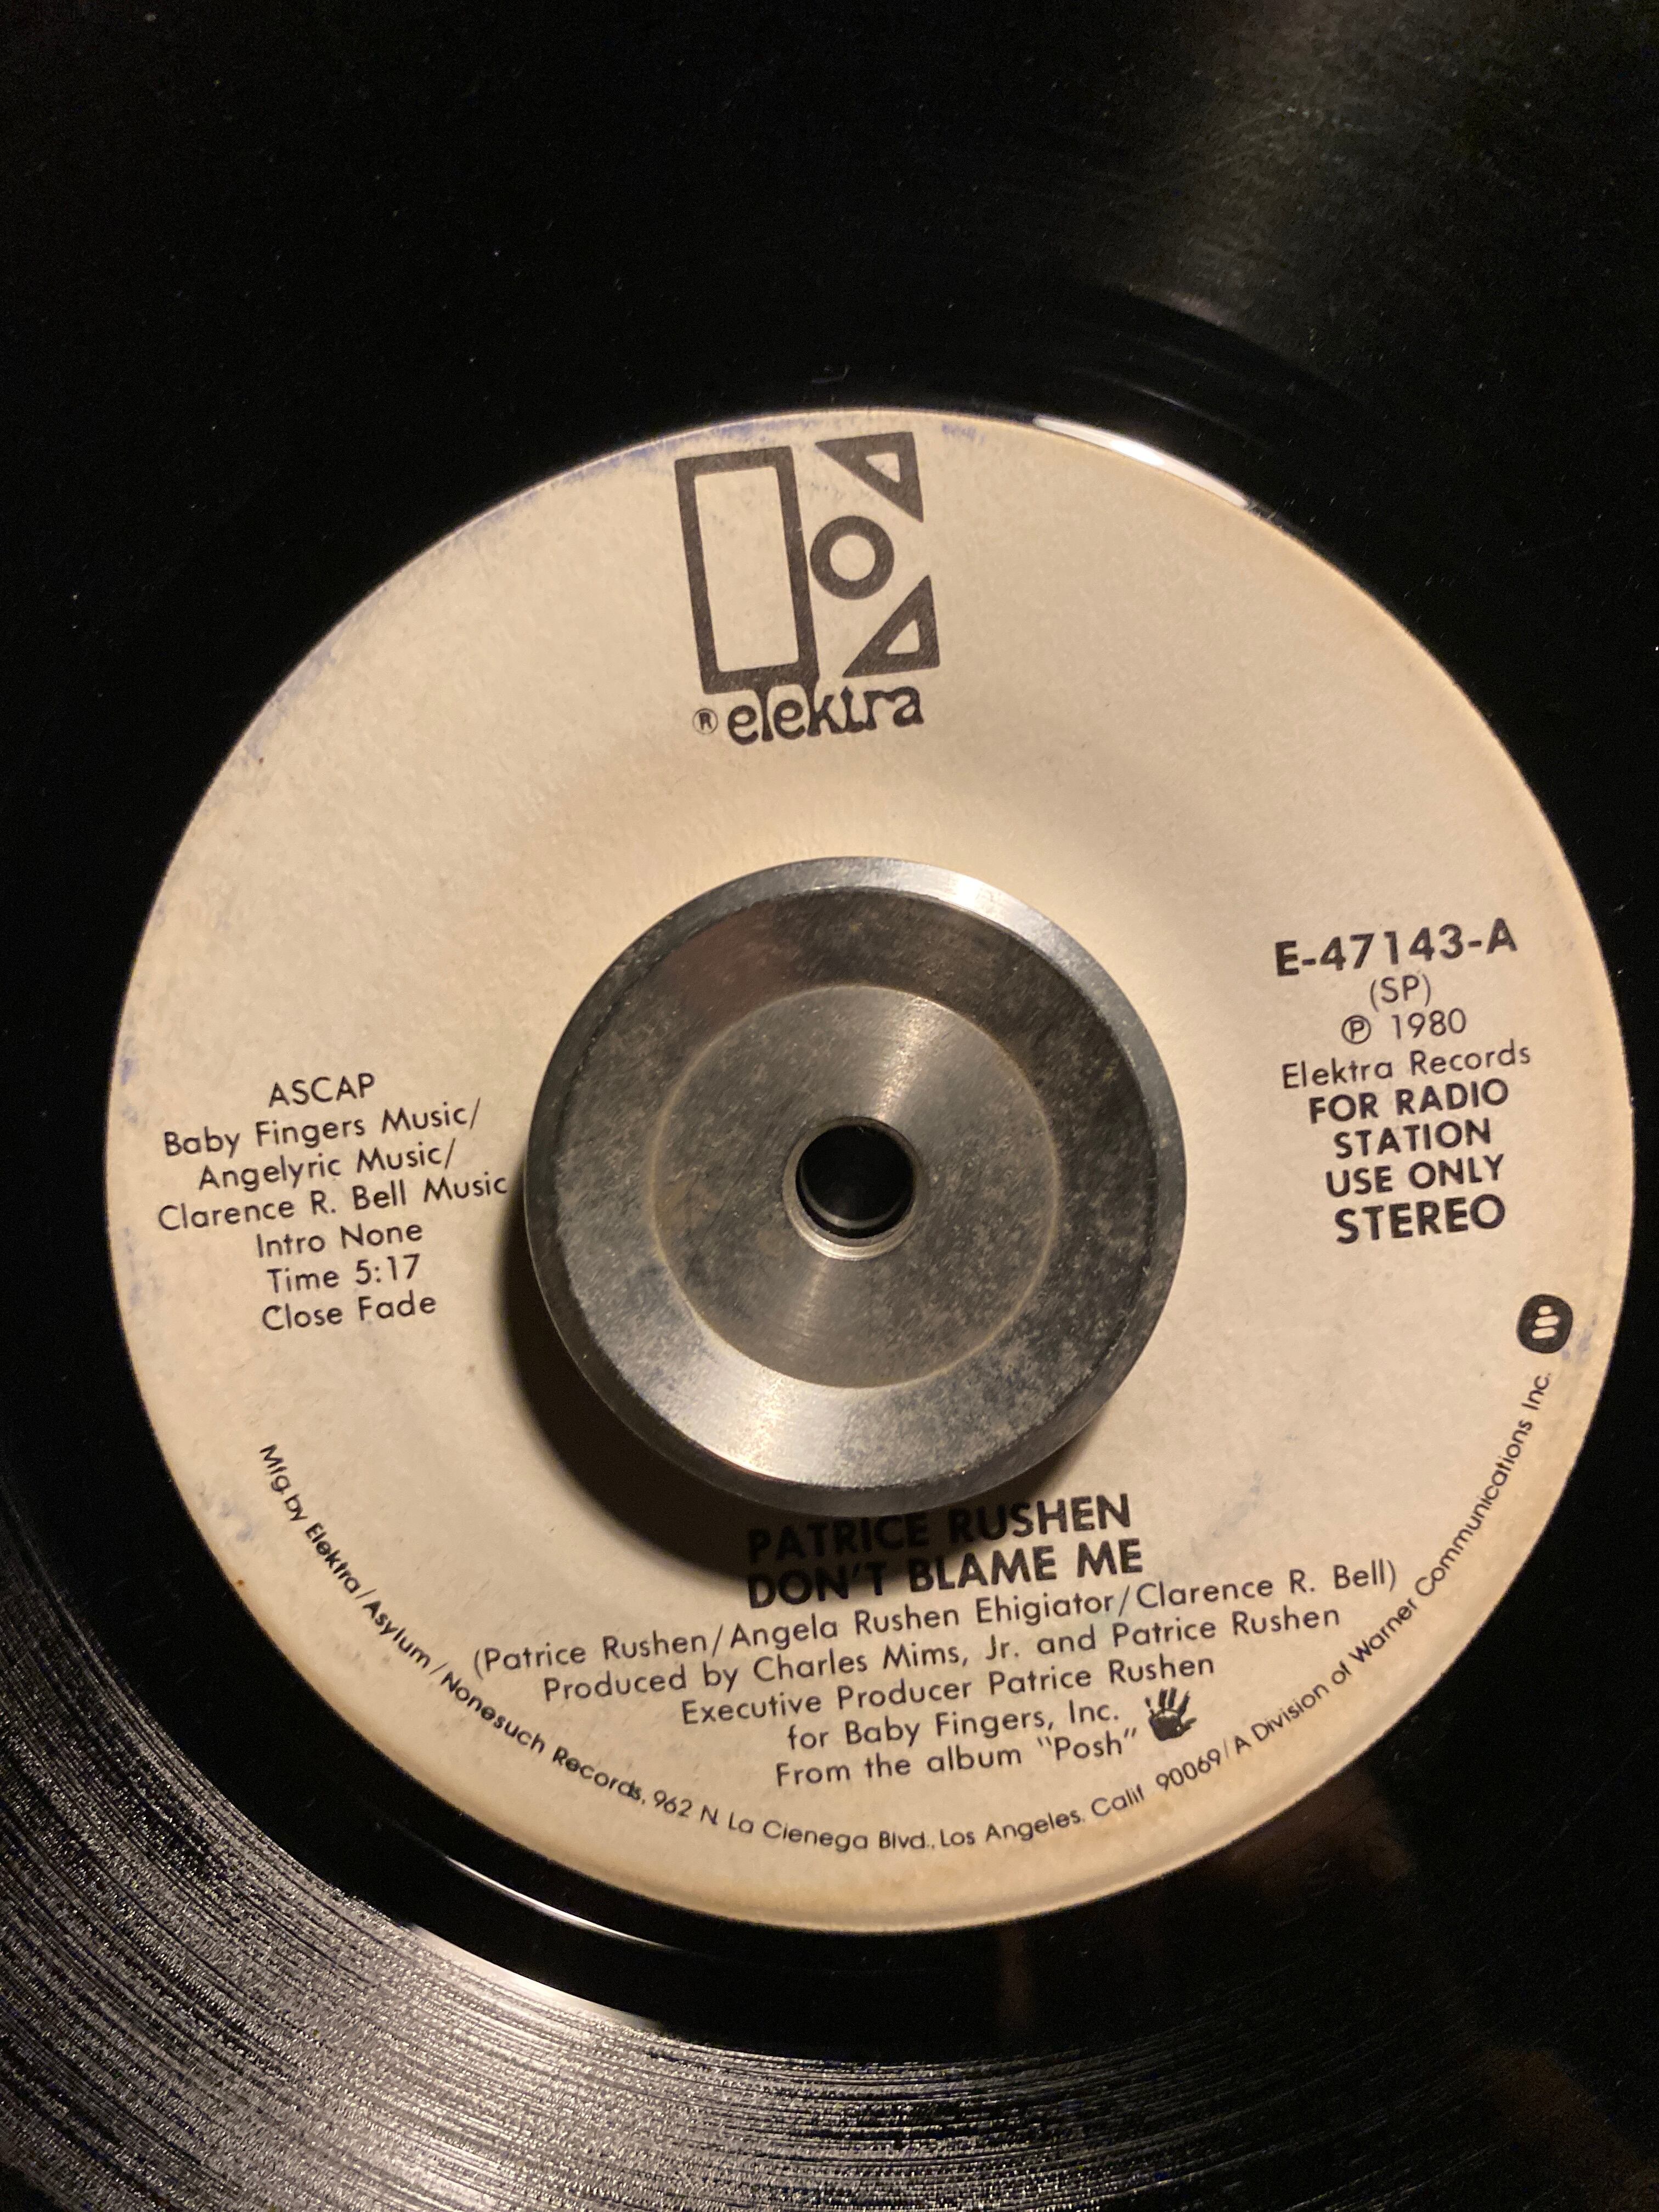 ® elektra
E-47143-A
(SP)
℗ 1980
Elektra Records
FOR RADIO
STATION
USE ONLY
STEREO
ASCAP
Baby Fingers Music/
Angelyric Music/
Clarence R. Bell Music
Intro None
Time 5:17
Close Fade
PATRICE RUSHEN
DON'T BLAME ME
(Patrice Rushen/Angela Rushen Ehigiator/Clarence R. Bell)
Produced by Charles Mims, Jr. and Patrice Rushen
Executive Producer Patrice Rushen
for Baby Fingers, Inc.
From the album "Posh"
Mfg. by Elektra/Asylum/Nonesuch Records, 962 N. La Cienega Blvd., Los Angeles, Calif. 90069/A Division of Warner Communications Inc.